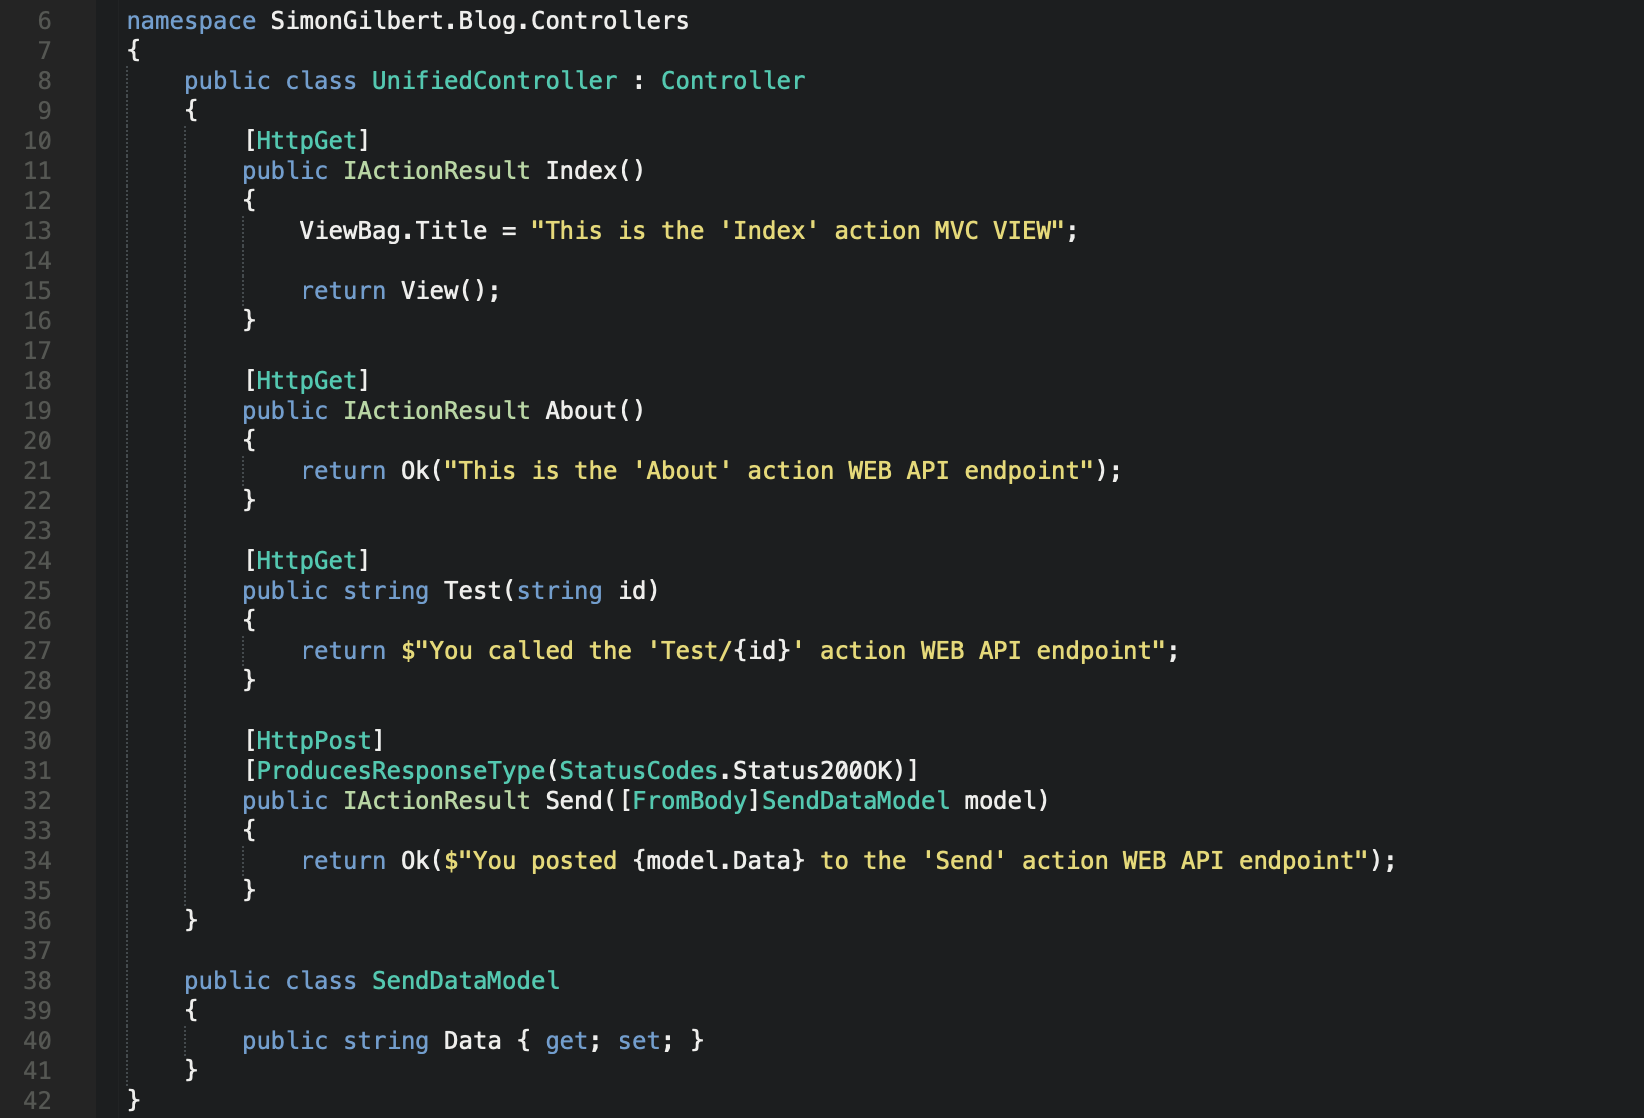 6 namespace SimonGilbert.Blog.Controllers
7 {
8     public class UnifiedController : Controller
9     {
10         [HttpGet]
11         public IActionResult Index()
12         {
13             ViewBag.Title = "This is the 'Index' action MVC VIEW";
14
15             return View();
16         }
17
18         [HttpGet]
19         public IActionResult About()
20         {
21             return Ok("This is the 'About' action WEB API endpoint");
22         }
23
24         [HttpGet]
25         public string Test(string id)
26         {
27             return $"You called the 'Test/{id}' action WEB API endpoint";
28         }
29
30         [HttpPost]
31         [ProducesResponseType(StatusCodes.Status200OK)]
32         public IActionResult Send([FromBody]SendDataModel model)
33         {
34             return Ok($"You posted {model.Data} to the 'Send' action WEB API endpoint");
35         }
36     }
37
38     public class SendDataModel
39     {
40         public string Data { get; set; }
41     }
42 }